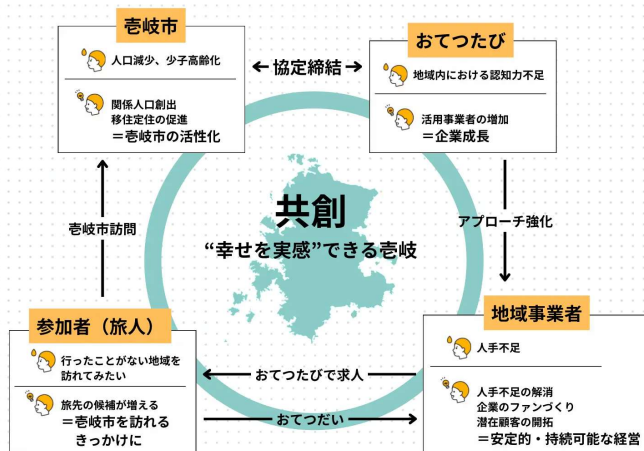 壱岐市
人口減少、少子高齢化
関係人口創出
移住定住の促進
＝壱岐市の活性化
協定締結
おてつたび
地域内における認知力不足
活用事業者の増加
＝企業成長
共創
“幸せを実感”できる壱岐
壱岐市訪問
アプローチ強化
参加者（旅人）
行ったことがない地域を
訪れてみたい
旅先の候補が増える
＝壱岐市を訪れる
きっかけに
おてつたびで求人
おてつだい
地域事業者
人手不足
人手不足の解消
企業のファンづくり
潜在顧客の開拓
＝安定的・持続可能な経営